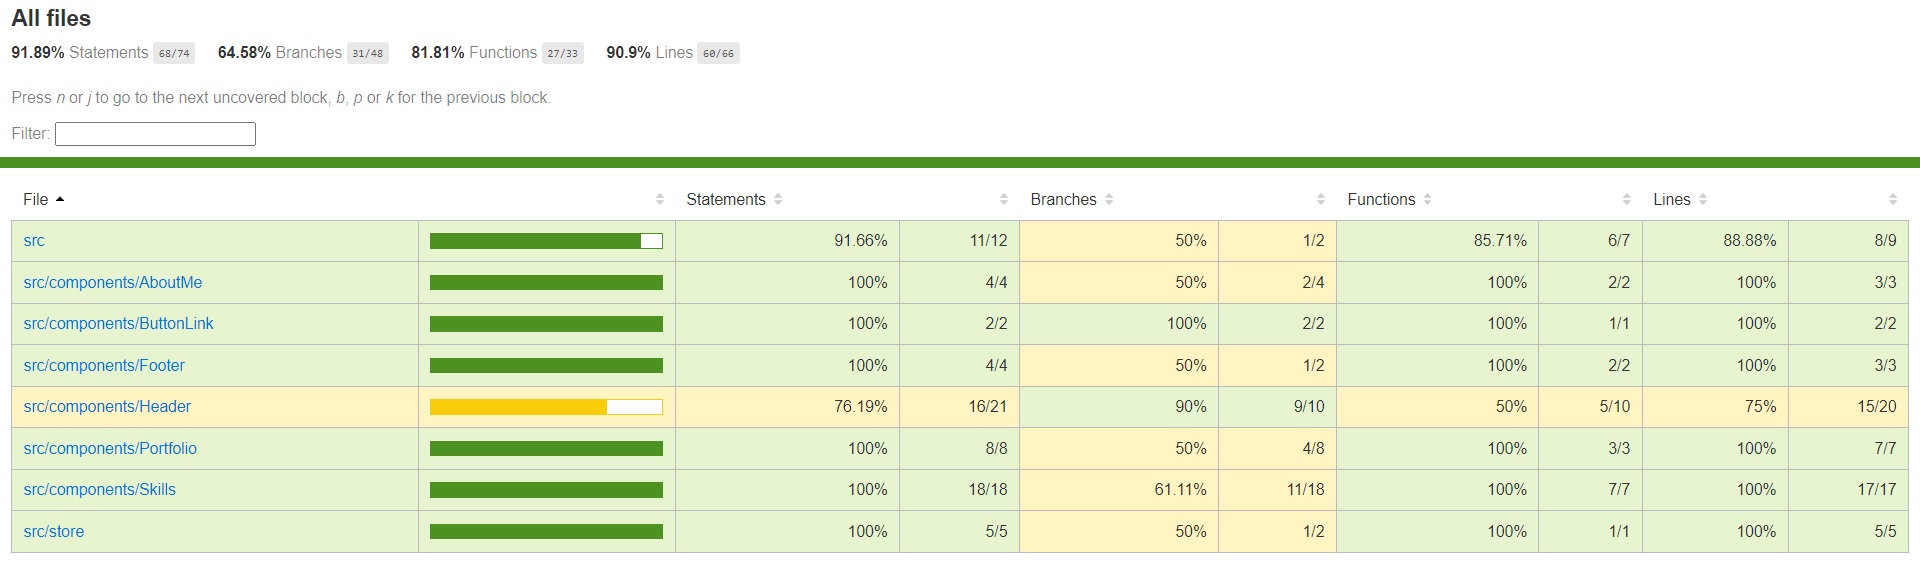 All files
91.89% Statements 68/74 64.58% Branches 31/48 81.81% Functions 27/33 90.9% Lines 60/66
Press n or j to go to the next uncovered block, b, p or k for the previous block.
Filter:
File Statements Branches Functions Lines
src 91.66% 11/12 50% 1/2 85.71% 6/7 88.88% 8/9
src/components/AboutMe 100% 4/4 50% 2/4 100% 2/2 100% 3/3
src/components/ButtonLink 100% 2/2 100% 2/2 100% 1/1 100% 2/2
src/components/Footer 100% 4/4 50% 1/2 100% 2/2 100% 3/3
src/components/Header 76.19% 16/21 90% 9/10 50% 5/10 75% 15/20
src/components/Portfolio 100% 8/8 50% 4/8 100% 3/3 100% 7/7
src/components/Skills 100% 18/18 61.11% 11/18 100% 7/7 100% 17/17
src/store 100% 5/5 50% 1/2 100% 1/1 100% 5/5